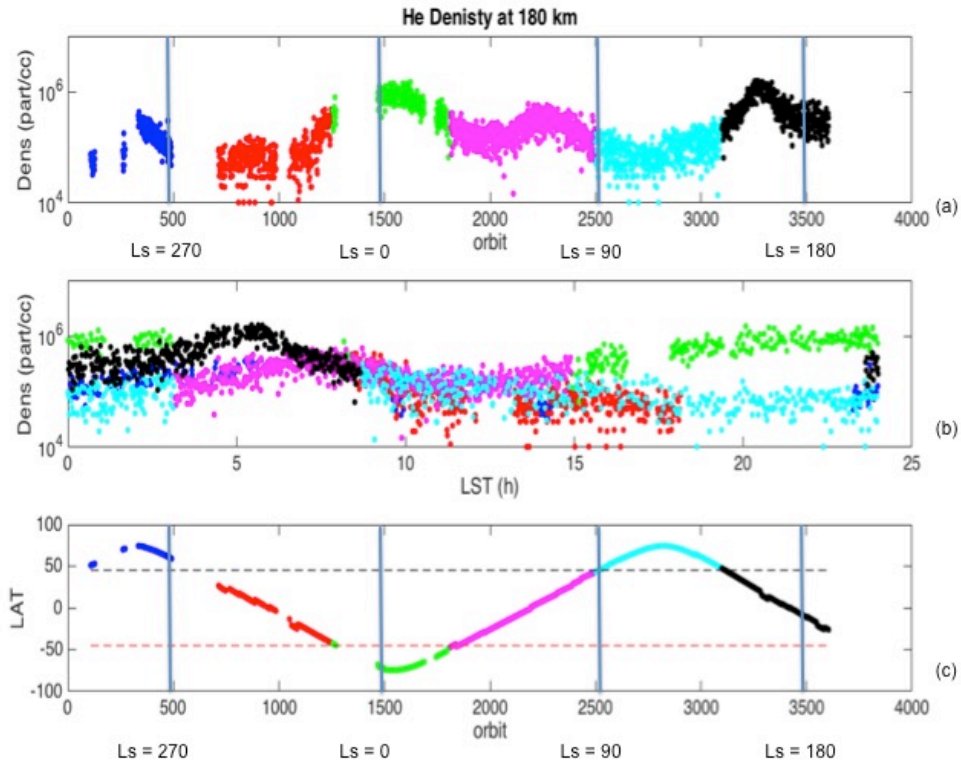 He Denisty at 180 km
Dens (part/cc)
10^6
10^4
0 500 1000 1500 2000 2500 3000 3500 4000
orbit
(a)
Ls = 270 Ls = 0 Ls = 90 Ls = 180
Dens (part/cc)
10^6
10^4
0 5 10 15 20 25
LST (h)
(b)
LAT
100
50
0
-50
-100
0 500 1000 1500 2000 2500 3000 3500 4000
orbit
(c)
Ls = 270 Ls = 0 Ls = 90 Ls = 180